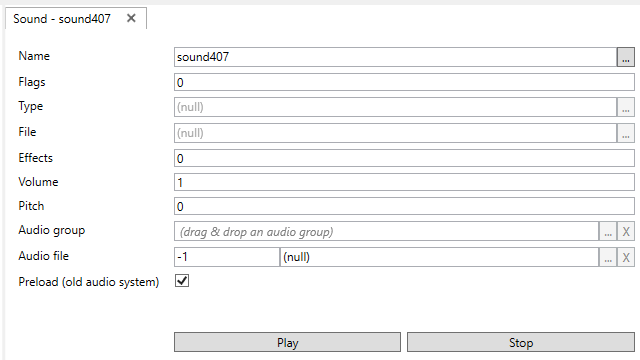 Sound - sound407 ✕
Name sound407 ...
Flags 0
Type (null) ...
File (null) ...
Effects 0
Volume 1
Pitch 0
Audio group (drag & drop an audio group) ... X
Audio file -1 (null) ... X
Preload (old audio system)
Play Stop